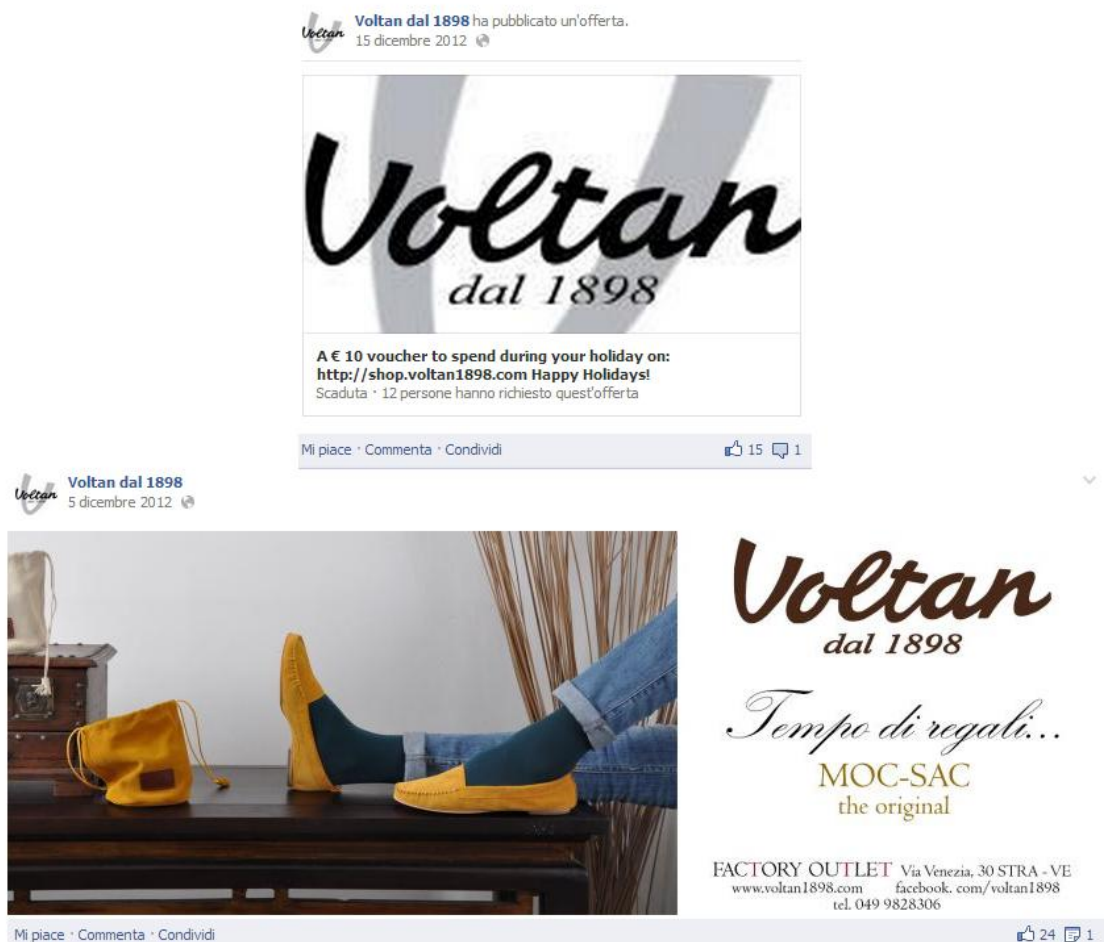 Voltan
Voltan dal 1898 ha pubblicato un'offerta.
15 dicembre 2012
Voltan
dal 1898
A € 10 voucher to spend during your holiday on:
http://shop.voltan1898.com Happy Holidays!
Scaduta · 12 persone hanno richiesto quest'offerta
Mi piace · Commenta · Condividi 15 1
Voltan
Voltan dal 1898
5 dicembre 2012
Voltan
dal 1898
Tempo di regali...
MOC-SAC
the original
FACTORY OUTLET Via Venezia, 30 STRA - VE
www.voltan1898.com facebook. com/voltan1898
tel. 049 9828306
Mi piace · Commenta · Condividi 24 1